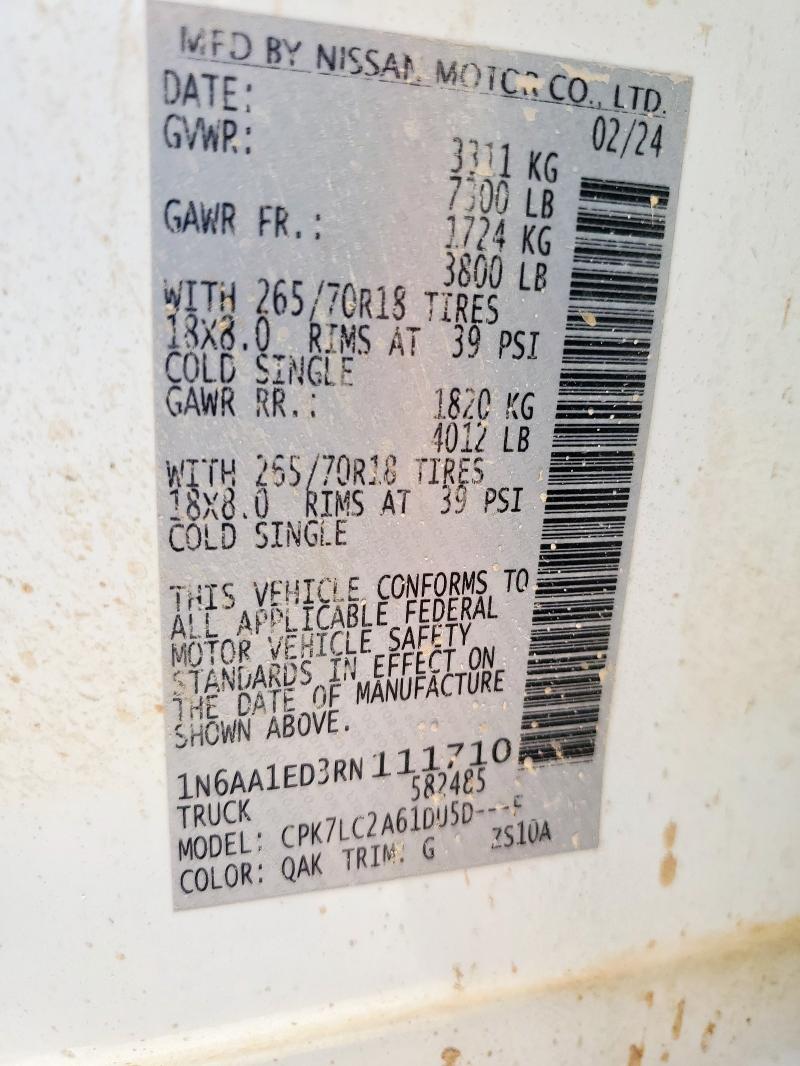 MFD BY NISSAN MOTOR CO., LTD.
DATE: 02/24
GVWR: 3311 KG
7300 LB
GAWR FR.: 1724 KG
3800 LB
WITH 265/70R18 TIRES
18X8.0 RIMS AT 39 PSI
COLD SINGLE
GAWR RR.: 1820 KG
4012 LB
WITH 265/70R18 TIRES
18X8.0 RIMS AT 39 PSI
COLD SINGLE
THIS VEHICLE CONFORMS TO
ALL APPLICABLE FEDERAL
MOTOR VEHICLE SAFETY
STANDARDS IN EFFECT ON
THE DATE OF MANUFACTURE
SHOWN ABOVE.
1N6AA1ED3RN111710
TRUCK 582485
MODEL:
COLOR: QAK TRIM: G ZS10A